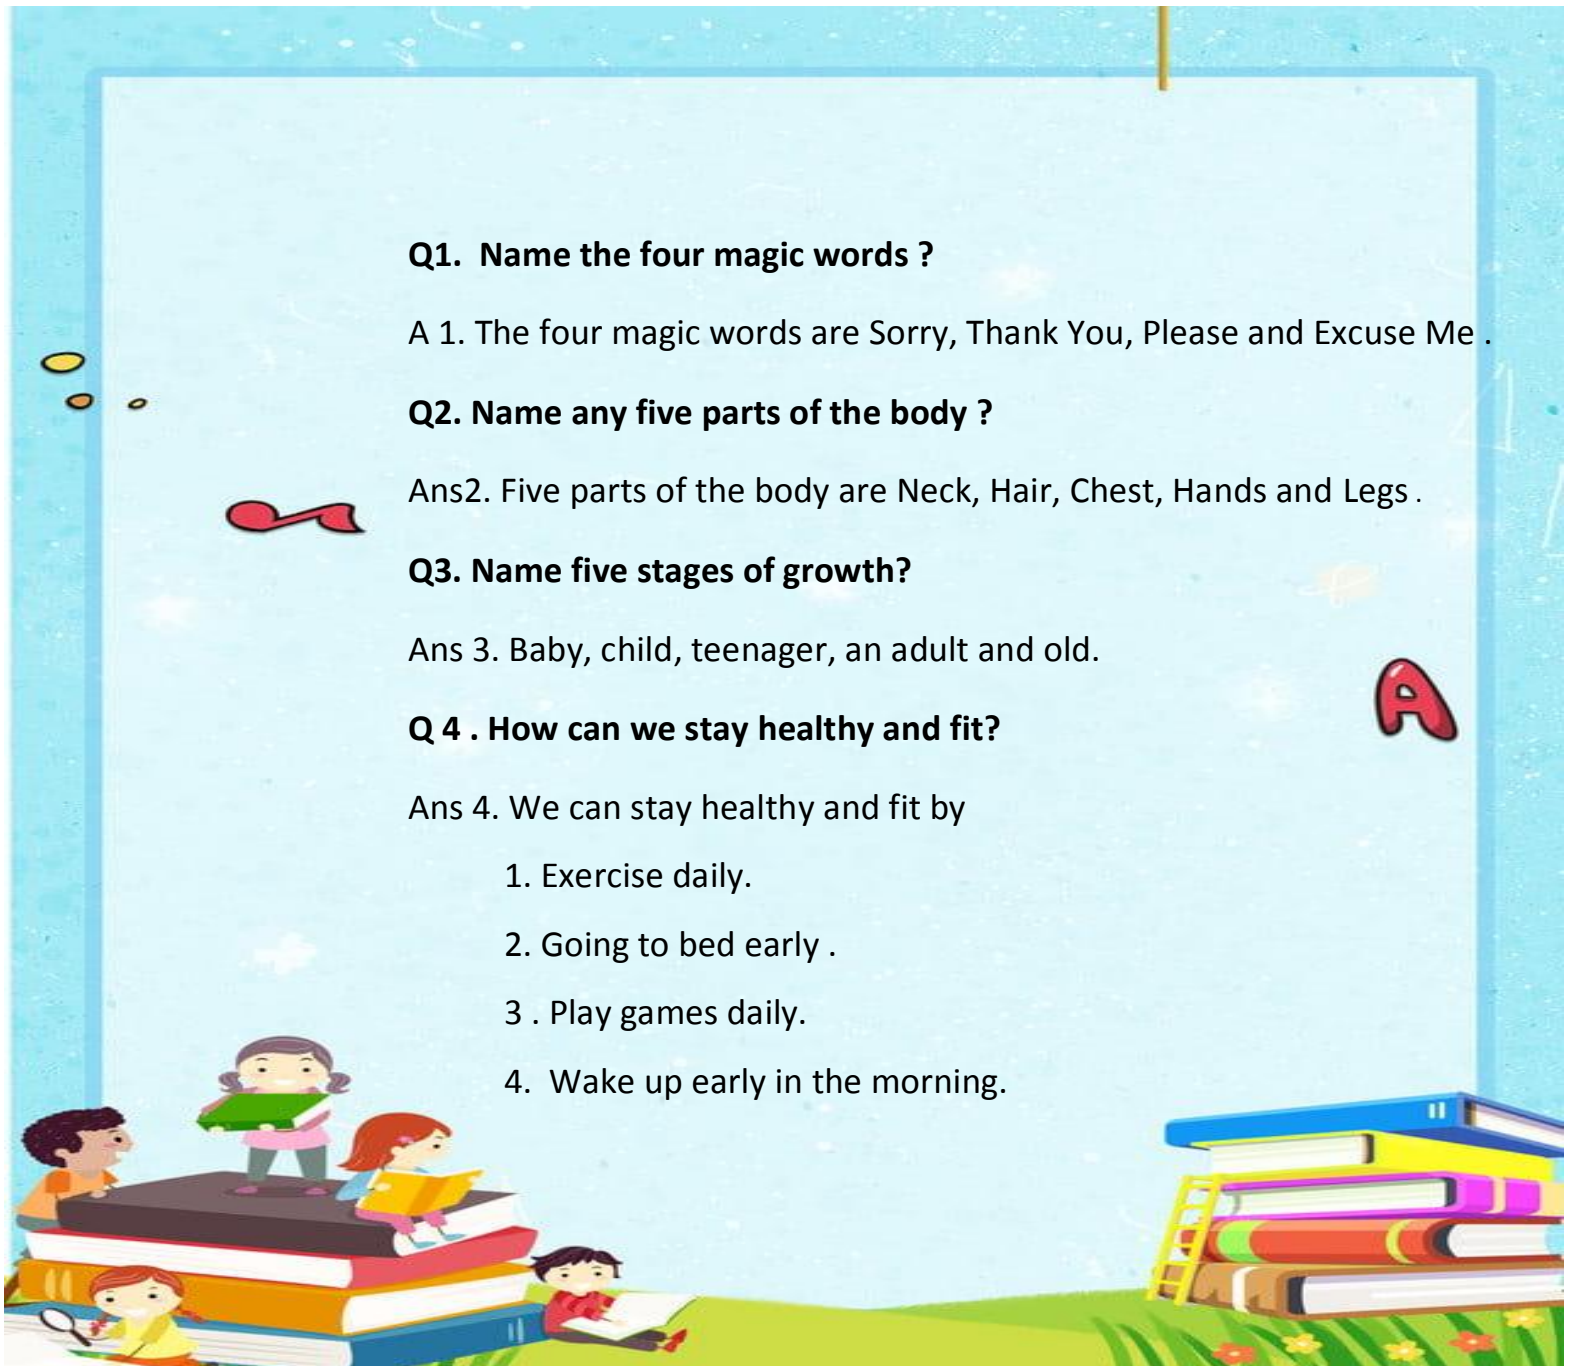 Q1. Name the four magic words ?
A 1. The four magic words are Sorry, Thank You, Please and Excuse Me .
Q2. Name any five parts of the body ?
Ans2. Five parts of the body are Neck, Hair, Chest, Hands and Legs .
Q3. Name five stages of growth?
Ans 3. Baby, child, teenager, an adult and old.
Q 4 . How can we stay healthy and fit?
Ans 4. We can stay healthy and fit by
1. Exercise daily.
2. Going to bed early .
3 . Play games daily.
4. Wake up early in the morning.
A